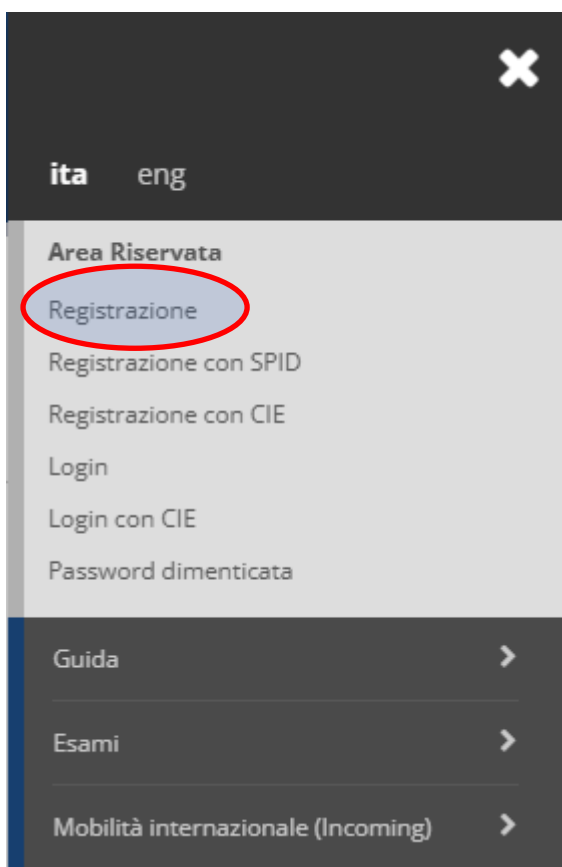 ita eng
Area Riservata
Registrazione
Registrazione con SPID
Registrazione con CIE
Login
Login con CIE
Password dimenticata
Guida
Esami
Mobilità internazionale (Incoming)